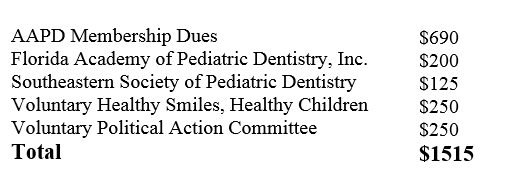 AAPD Membership Dues $690
Florida Academy of Pediatric Dentistry, Inc. $200
Southeastern Society of Pediatric Dentistry $125
Voluntary Healthy Smiles, Healthy Children $250
Voluntary Political Action Committee $250
Total $1515